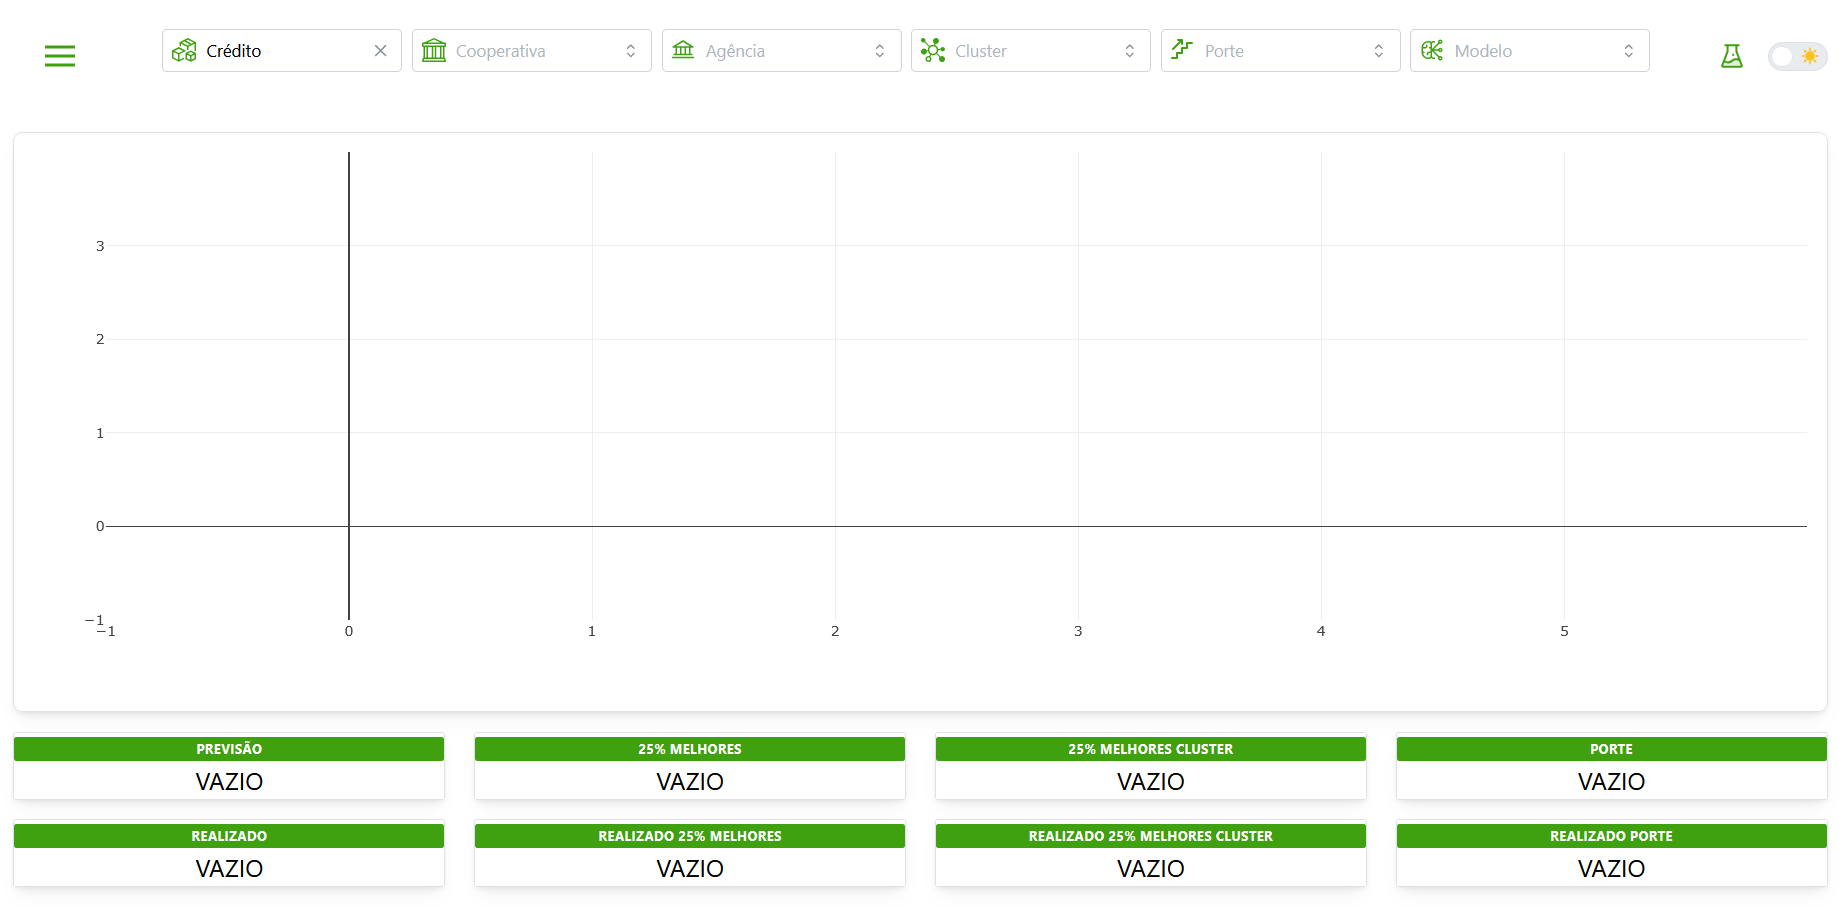 Crédito
Cooperativa
Agência
Cluster
Porte
Modelo
3
2
1
0
−1
−1 0 1 2 3 4 5
PREVISÃO
VAZIO
25% MELHORES
VAZIO
25% MELHORES CLUSTER
VAZIO
PORTE
VAZIO
REALIZADO
VAZIO
REALIZADO 25% MELHORES
VAZIO
REALIZADO 25% MELHORES CLUSTER
VAZIO
REALIZADO PORTE
VAZIO